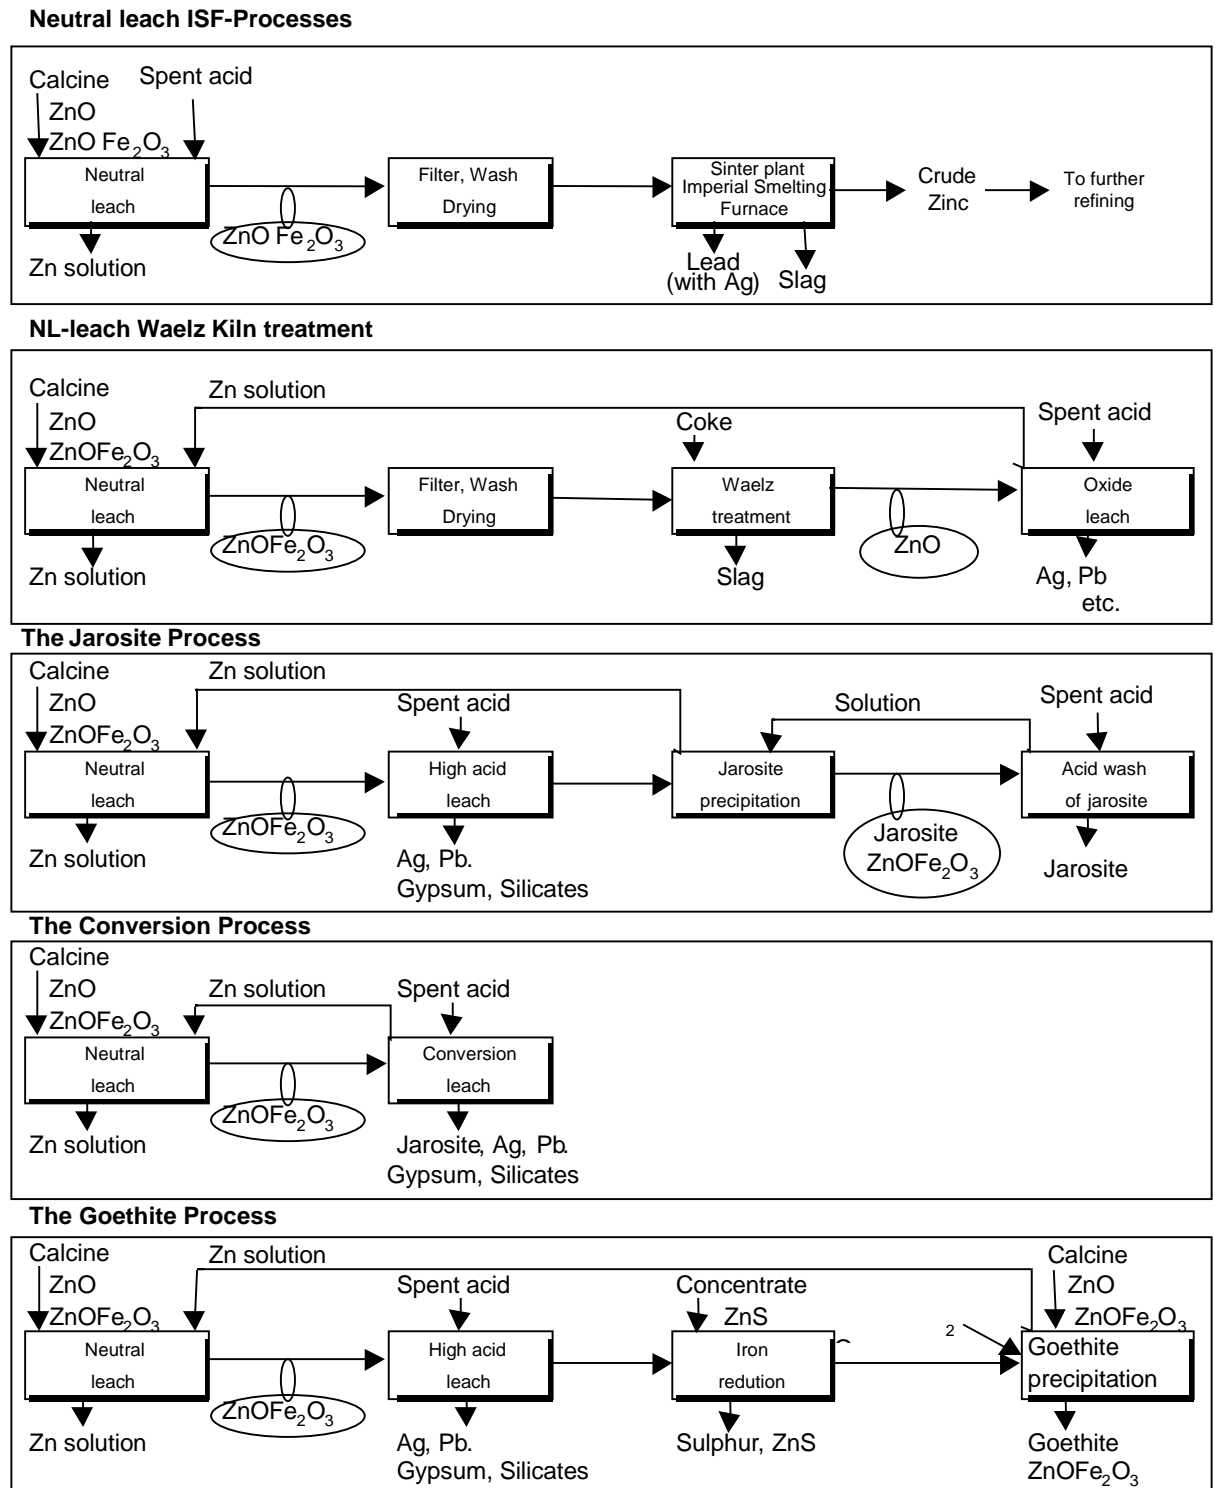 Neutral leach ISF-Processes
Calcine
Spent acid
ZnO
ZnO Fe2O3
Neutral
leach
Filter, Wash
Drying
Sinter plant
Imperial Smelting
Furnace
Crude
Zinc
To further
refining
ZnO Fe2O3
Zn solution
Lead
(with Ag)
Slag
NL-leach Waelz Kiln treatment
Calcine
Zn solution
ZnO
ZnOFe2O3
Coke
Spent acid
Neutral
leach
Filter, Wash
Drying
Waelz
treatment
Oxide
leach
ZnOFe2O3
ZnO
Zn solution
Slag
Ag, Pb
etc.
The Jarosite Process
Calcine
Zn solution
ZnO
ZnOFe2O3
Spent acid
Solution
Spent acid
Neutral
leach
High acid
leach
Jarosite
precipitation
Acid wash
of jarosite
ZnOFe2O3
Jarosite
ZnOFe2O3
Zn solution
Ag, Pb.
Gypsum, Silicates
Jarosite
The Conversion Process
Calcine
Zn solution
Spent acid
ZnO
ZnOFe2O3
Neutral
leach
Conversion
leach
ZnOFe2O3
Zn solution
Jarosite, Ag, Pb.
Gypsum, Silicates
The Goethite Process
Calcine
Zn solution
ZnO
ZnOFe2O3
Spent acid
Concentrate
ZnS
Calcine
ZnO
ZnOFe2O3
Neutral
leach
High acid
leach
Iron
redution
2
Goethite
precipitation
ZnOFe2O3
Zn solution
Ag, Pb.
Gypsum, Silicates
Sulphur, ZnS
Goethite
ZnOFe2O3